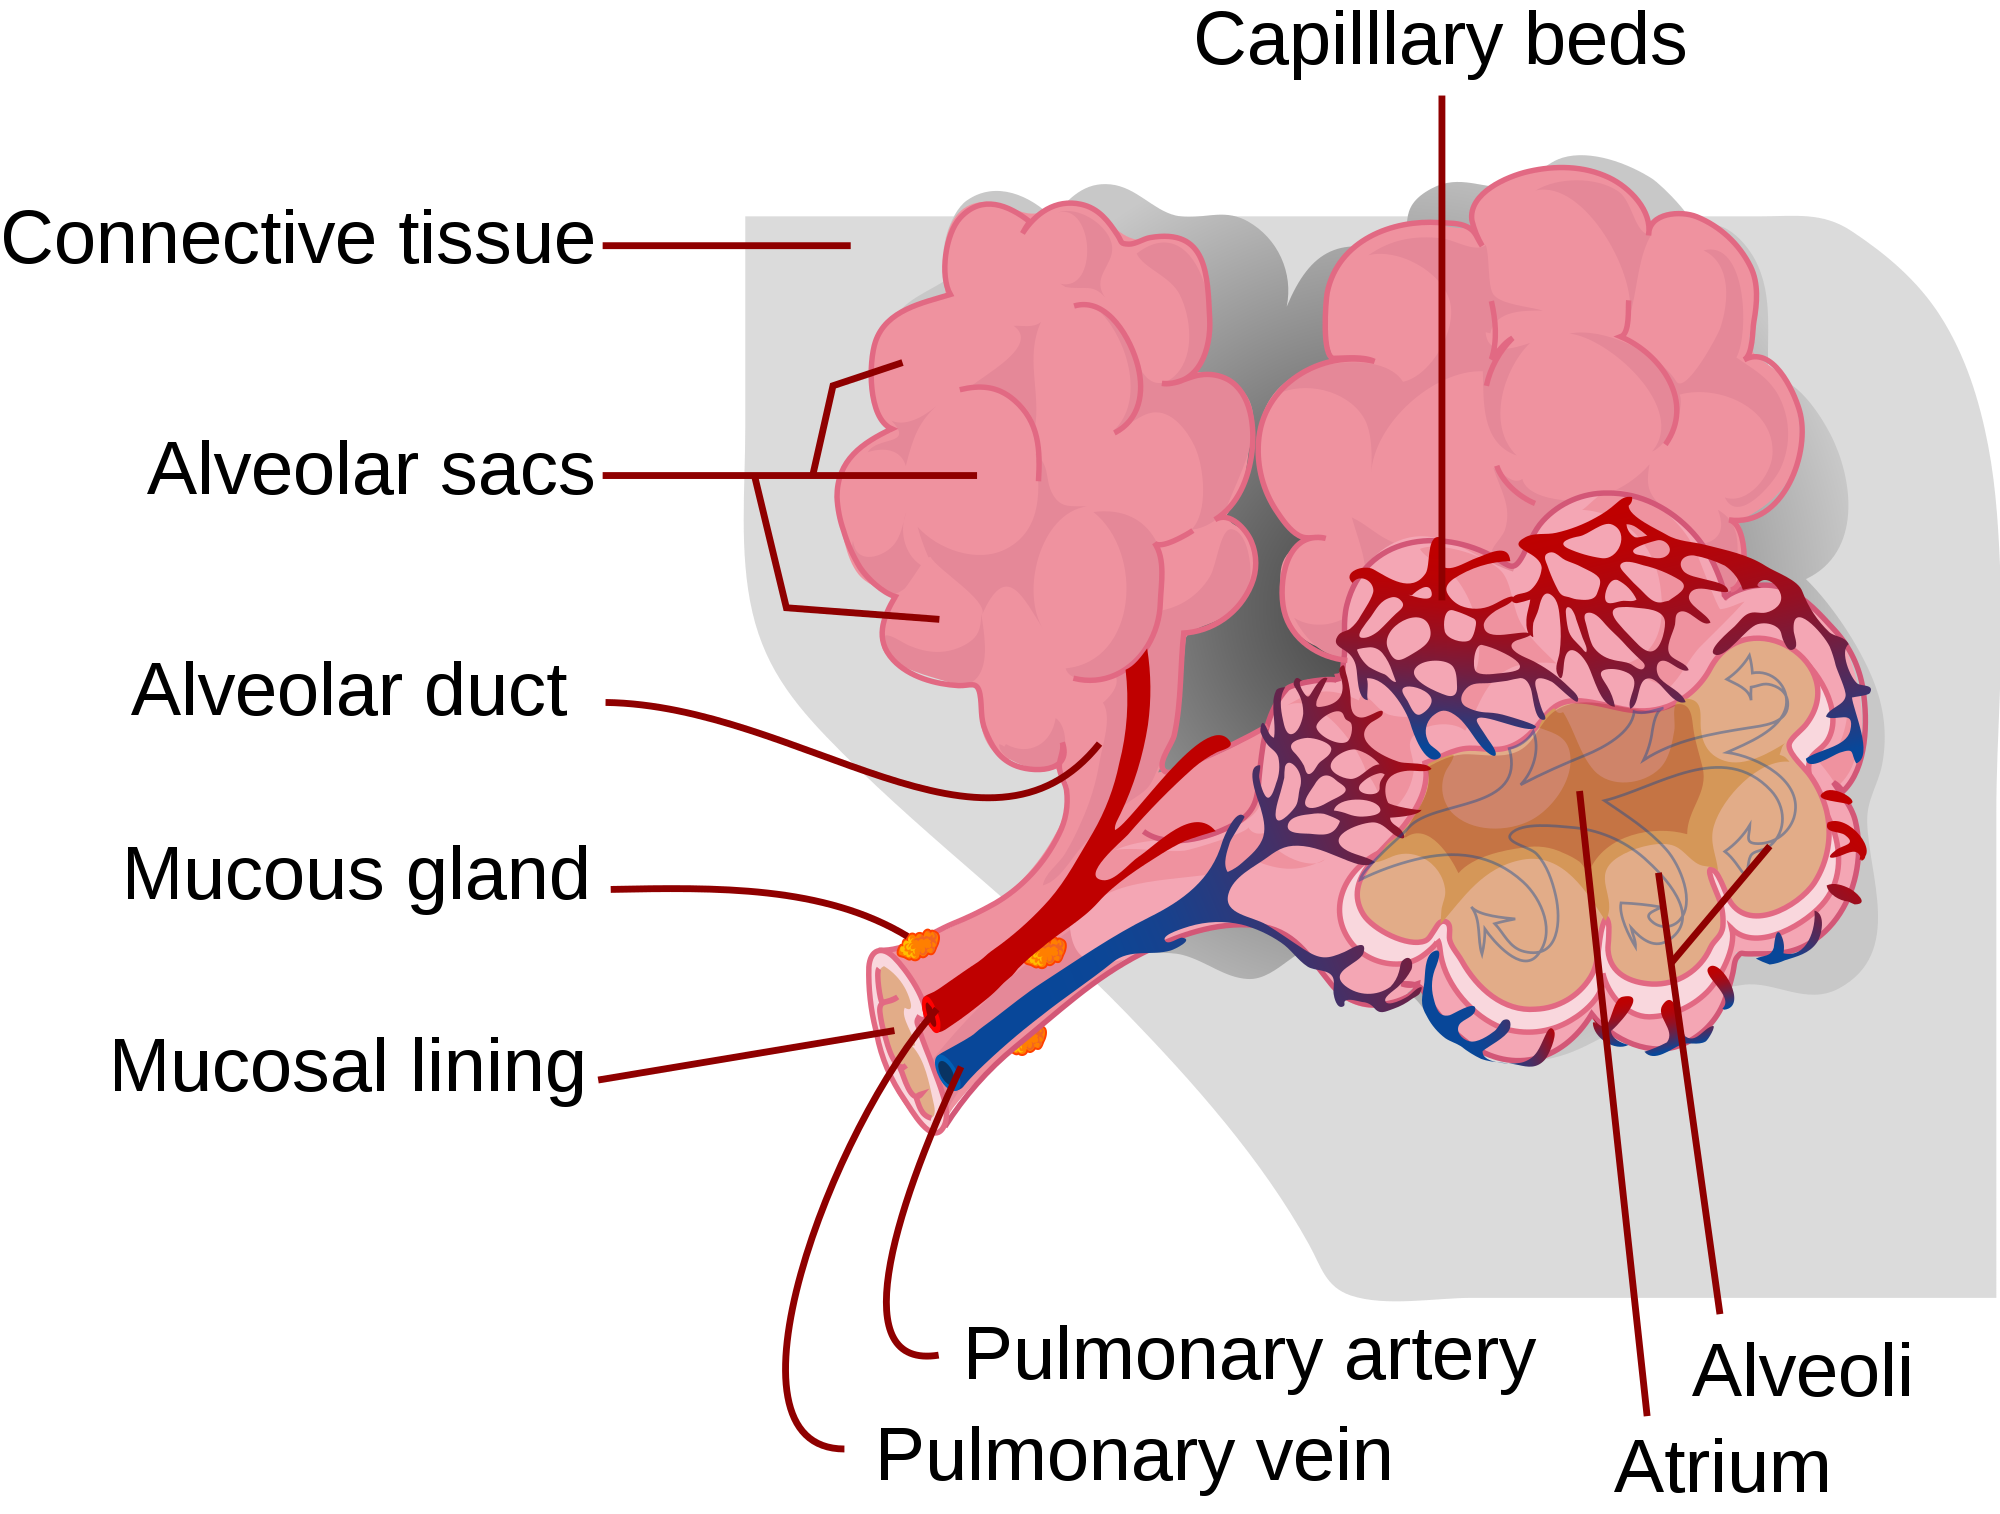 Capilllary beds
Connective tissue
Alveolar sacs
Alveolar duct
Mucous gland
Mucosal lining
Pulmonary artery
Alveoli
Pulmonary vein
Atrium